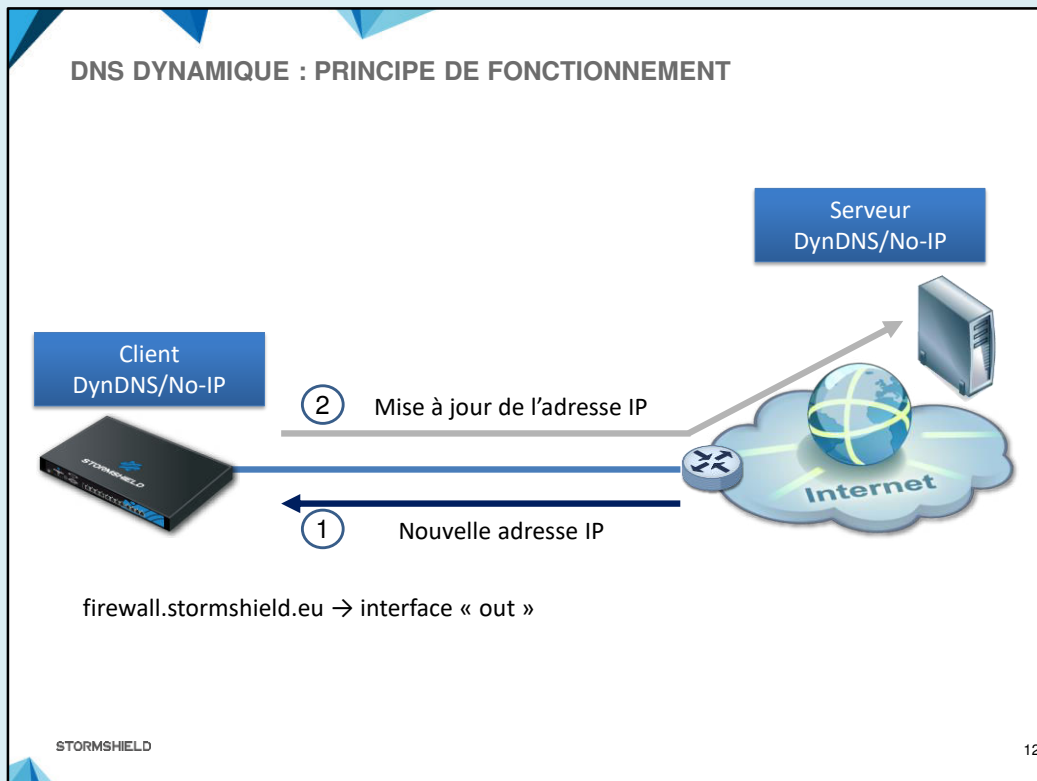 DNS DYNAMIQUE : PRINCIPE DE FONCTIONNEMENT
Serveur
DynDNS/No-IP
Client
DynDNS/No-IP
2 Mise à jour de l’adresse IP
STORMSHIELD
Internet
1 Nouvelle adresse IP
firewall.stormshield.eu → interface « out »
STORMSHIELD
12